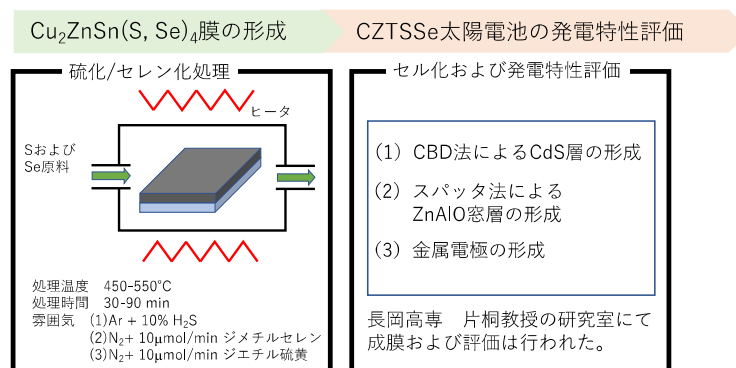 Cu₂ZnSn(S, Se)₄膜の形成
CZTSSe太陽電池の発電特性評価
硫化/セレン化処理
ヒータ
Sおよび
Se原料
処理温度 450-550°C
処理時間 30-90 min
雰囲気 (1)Ar + 10% H₂S
(2)N₂+ 10μmol/min ジメチルセレン
(3)N₂+ 10μmol/min ジエチル硫黄
セル化および発電特性評価
(1) CBD法によるCdS層の形成
(2) スパッタ法による
ZnAlO窓層の形成
(3) 金属電極の形成
長岡高専 片桐教授の研究室にて
成膜および評価は行われた。